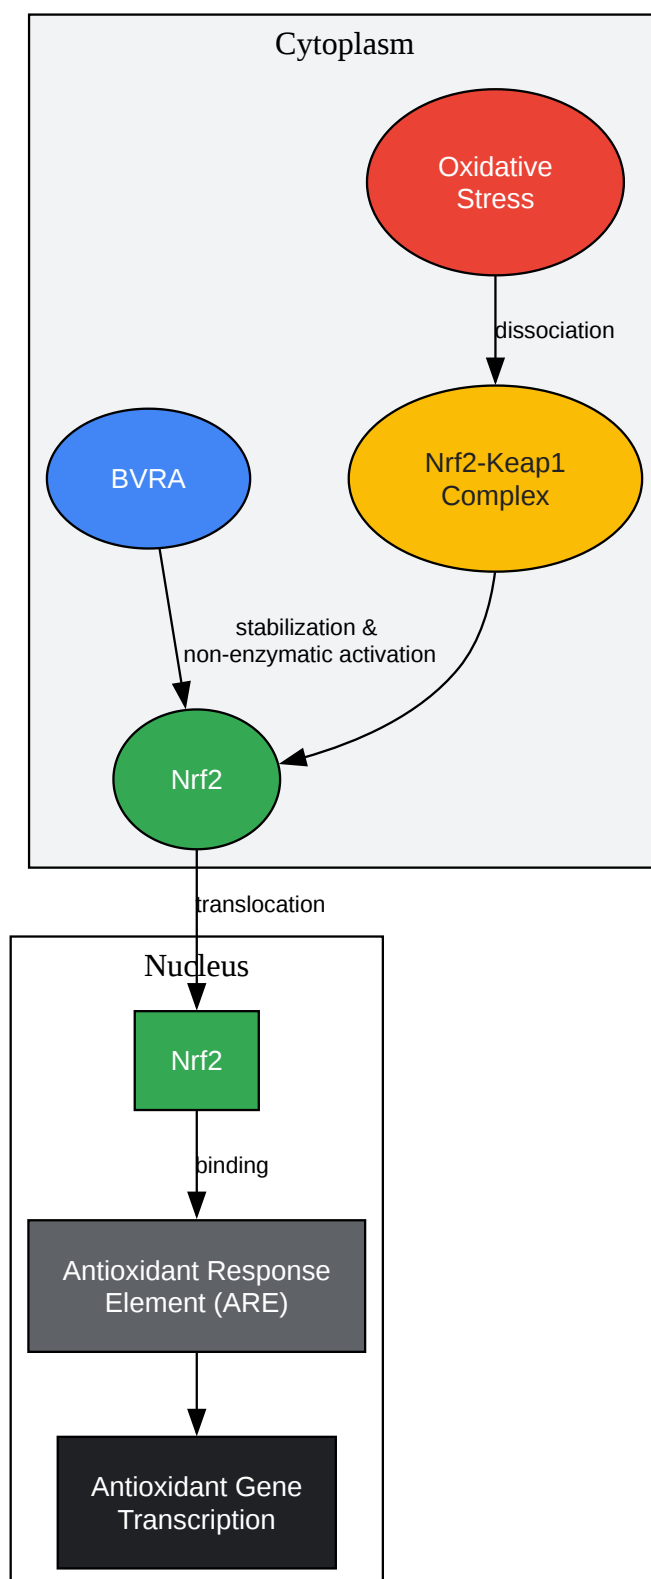 Cytoplasm
Oxidative
Stress
dissociation
BVRA
Nrf2-Keap1
Complex
stabilization &
non-enzymatic activation
Nrf2
translocation
Nucleus
Nrf2
binding
Antioxidant Response
Element (ARE)
Antioxidant Gene
Transcription